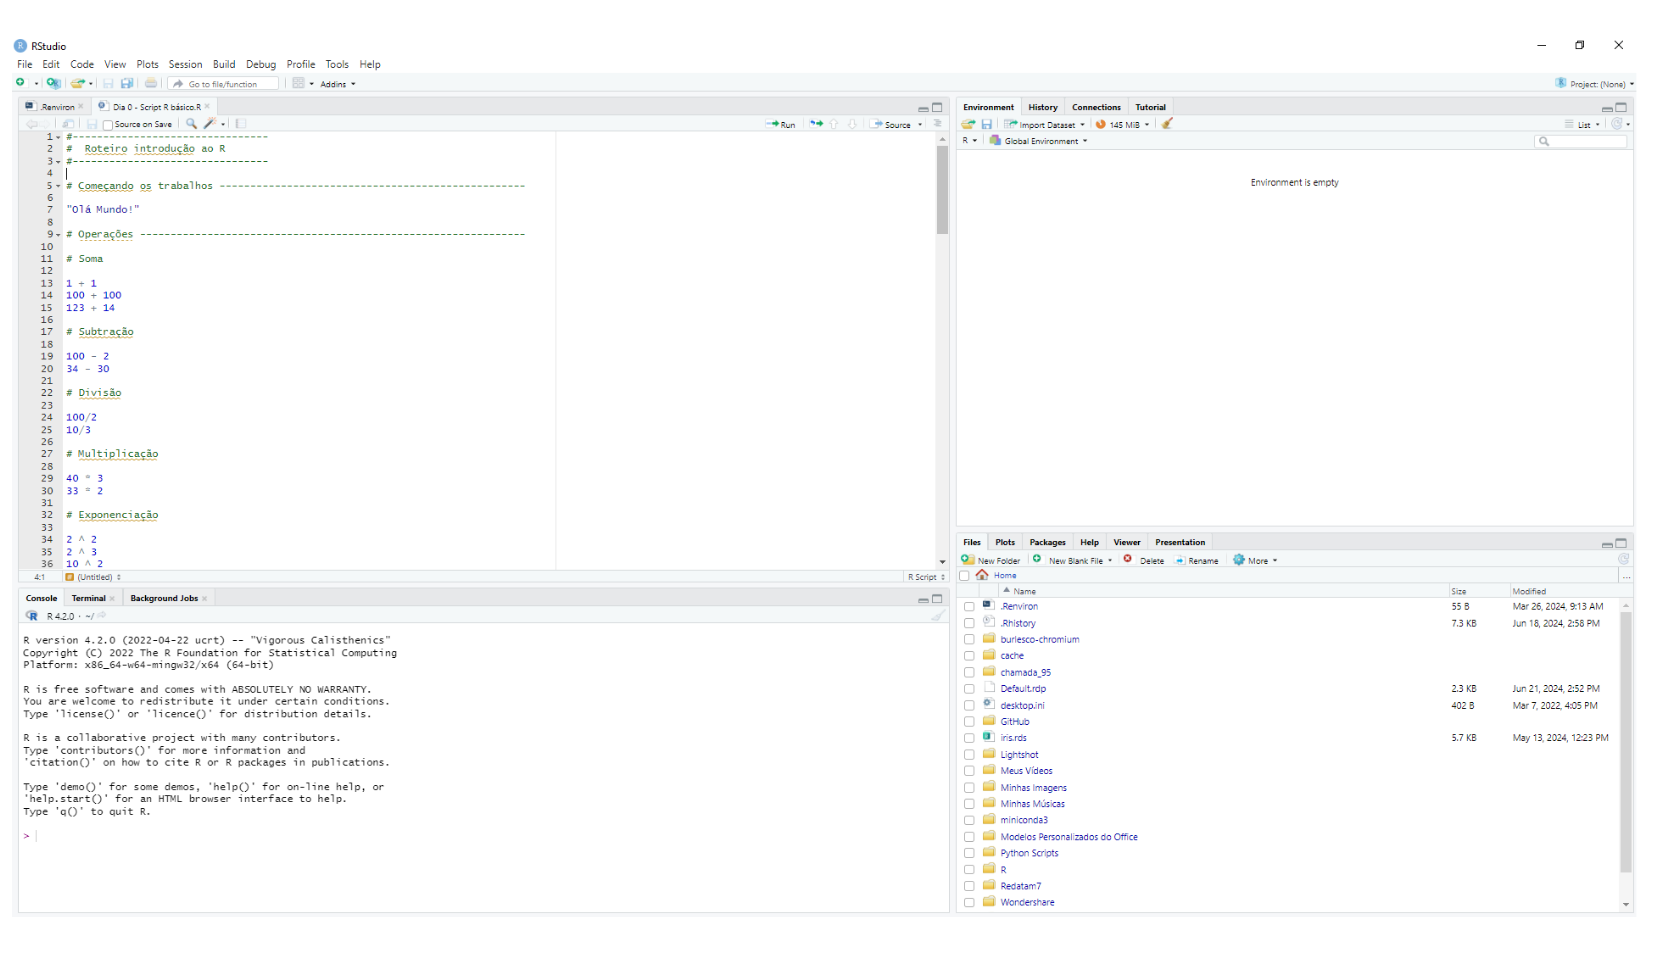 RStudio
File Edit Code View Plots Session Build Debug Profile Tools Help
Go to file/function Addins Project: (None)
.Renviron Dia 0 - Script R básico.R
Source on Save Run Source
1 #--------------------------------
2 #  Roteiro introdução ao R
3 #--------------------------------
4
5 # Começando os trabalhos --------------------------------------------------
6
7 "Olá Mundo!"
8
9 # Operações ---------------------------------------------------------------
10
11 # Soma
12
13 1 + 1
14 100 + 100
15 123 + 14
16
17 # Subtração
18
19 100 - 2
20 34 - 30
21
22 # Divisão
23
24 100/2
25 10/3
26
27 # Multiplicação
28
29 40 * 3
30 33 * 2
31
32 # Exponenciação
33
34 2 ^ 2
35 2 ^ 3
36 10 ^ 2
4:1 (Untitled) R Script
Console Terminal Background Jobs
R 4.2.0 · ~/
R version 4.2.0 (2022-04-22 ucrt) -- "Vigorous Calisthenics"
Copyright (C) 2022 The R Foundation for Statistical Computing
Platform: x86_64-w64-mingw32/x64 (64-bit)
R is free software and comes with ABSOLUTELY NO WARRANTY.
You are welcome to redistribute it under certain conditions.
Type 'license()' or 'licence()' for distribution details.
R is a collaborative project with many contributors.
Type 'contributors()' for more information and
'citation()' on how to cite R or R packages in publications.
Type 'demo()' for some demos, 'help()' for on-line help, or
'help.start()' for an HTML browser interface to help.
Type 'q()' to quit R.
>
Environment History Connections Tutorial
Import Dataset 145 MiB List
R Global Environment
Environment is empty
Files Plots Packages Help Viewer Presentation
New Folder New Blank File Delete Rename More
Home ...
Name Size Modified
.Renviron 55 B Mar 26, 2024, 9:13 AM
.Rhistory 7.3 KB Jun 18, 2024, 2:58 PM
burlesco-chromium
cache
chamada_95
Default.rdp 2.3 KB Jun 21, 2024, 2:52 PM
desktop.ini 402 B Mar 7, 2022, 4:05 PM
GitHub
iris.rds 5.7 KB May 13, 2024, 12:23 PM
Lightshot
Meus Vídeos
Minhas Imagens
Minhas Músicas
miniconda3
Modelos Personalizados do Office
Python Scripts
R
Redatam7
Wondershare